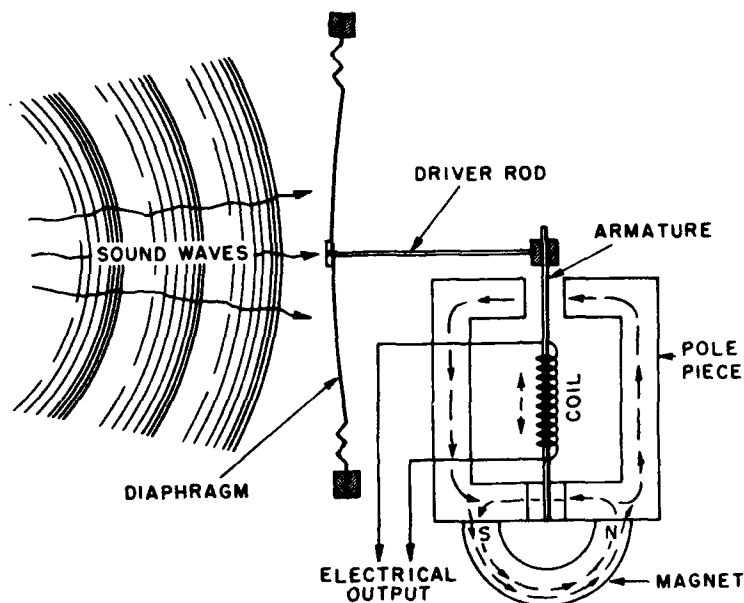 DRIVER ROD
ARMATURE
SOUND WAVES
POLE
PIECE
COIL
DIAPHRAGM
S
N
ELECTRICAL
OUTPUT
MAGNET